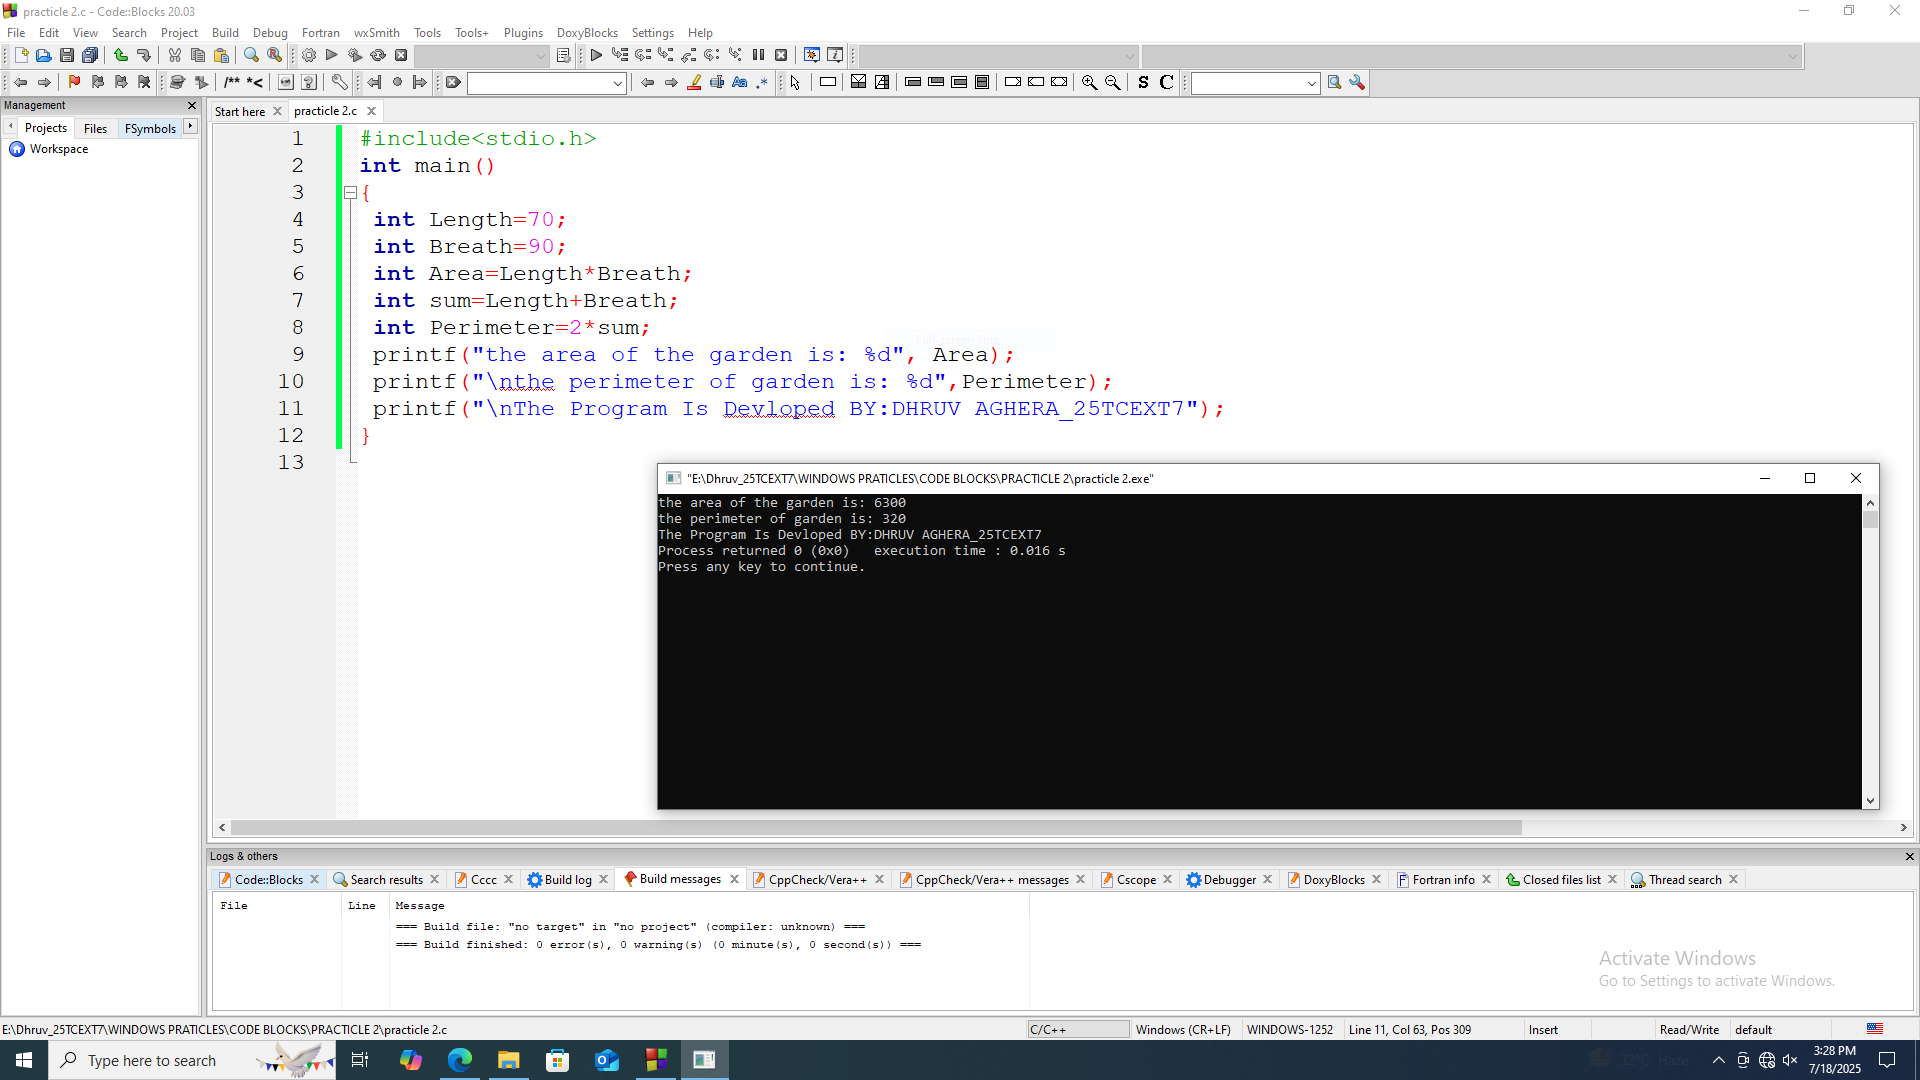 practicle 2.c - Code::Blocks 20.03
File Edit View Search Project Build Debug Fortran wxSmith Tools Tools+ Plugins DoxyBlocks Settings Help
/** *<
Aa .*
S C
Management
Projects Files FSymbols
Workspace
Start here practicle 2.c
1 #include<stdio.h>
2 int main()
3 {
4 int Length=70;
5 int Breath=90;
6 int Area=Length*Breath;
7 int sum=Length+Breath;
8 int Perimeter=2*sum;
9 printf("the area of the garden is: %d", Area);
10 printf("\nthe perimeter of garden is: %d",Perimeter);
11 printf("\nThe Program Is Devloped BY:DHRUV AGHERA_25TCEXT7");
12 }
13
"E:\Dhruv_25TCEXT7\WINDOWS PRATICLES\CODE BLOCKS\PRACTICLE 2\practicle 2.exe"
the area of the garden is: 6300
the perimeter of garden is: 320
The Program Is Devloped BY:DHRUV AGHERA_25TCEXT7
Process returned 0 (0x0)   execution time : 0.016 s
Press any key to continue.
Logs & others
Code::Blocks Search results Cccc Build log Build messages CppCheck/Vera++ CppCheck/Vera++ messages Cscope Debugger DoxyBlocks Fortran info Closed files list Thread search
File Line Message
=== Build file: "no target" in "no project" (compiler: unknown) ===
=== Build finished: 0 error(s), 0 warning(s) (0 minute(s), 0 second(s)) ===
Activate Windows
Go to Settings to activate Windows.
E:\Dhruv_25TCEXT7\WINDOWS PRATICLES\CODE BLOCKS\PRACTICLE 2\practicle 2.c C/C++ Windows (CR+LF) WINDOWS-1252 Line 11, Col 63, Pos 309 Insert Read/Write default
Type here to search
32°C Haze
3:28 PM
7/18/2025